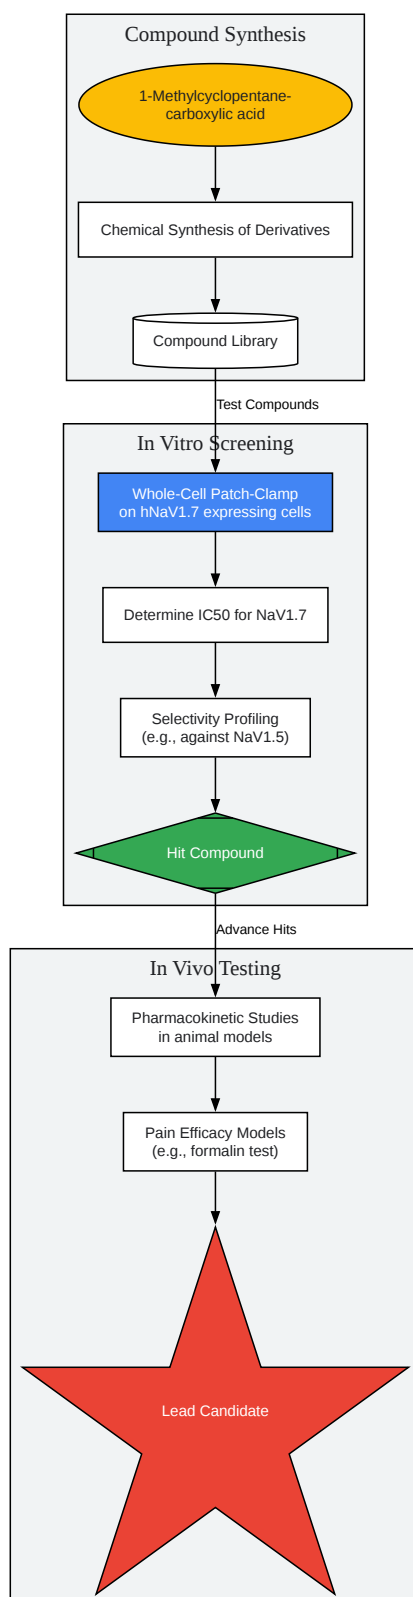 Compound Synthesis
1-Methylcyclopentane-
carboxylic acid
Chemical Synthesis of Derivatives
Compound Library
Test Compounds
In Vitro Screening
Whole-Cell Patch-Clamp
on hNaV1.7 expressing cells
Determine IC50 for NaV1.7
Selectivity Profiling
(e.g., against NaV1.5)
Hit Compound
Advance Hits
In Vivo Testing
Pharmacokinetic Studies
in animal models
Pain Efficacy Models
(e.g., formalin test)
Lead Candidate